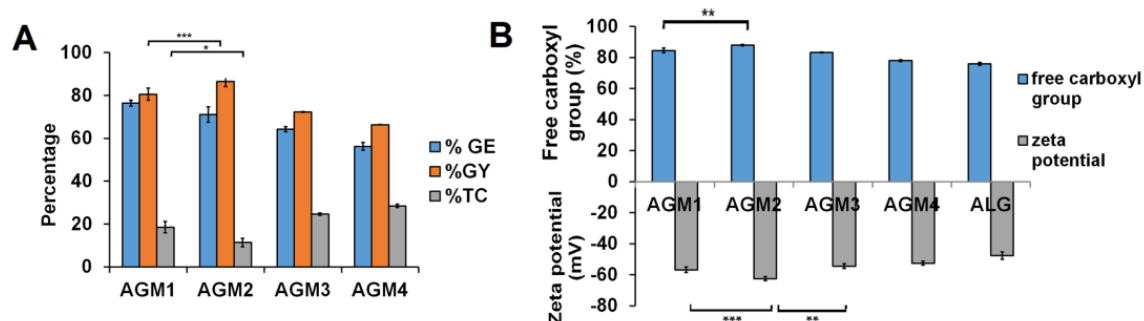 A
***
*
100
80
60
40
20
0
Percentage
AGM1 AGM2 AGM3 AGM4
% GE
%GY
%TC
B
**
100
80
60
40
20
0
-20
-40
-60
-80
Free carboxyl
group (%)
Zeta potential
(mV)
AGM1 AGM2 AGM3 AGM4 ALG
*** **
free carboxyl
group
zeta
potential